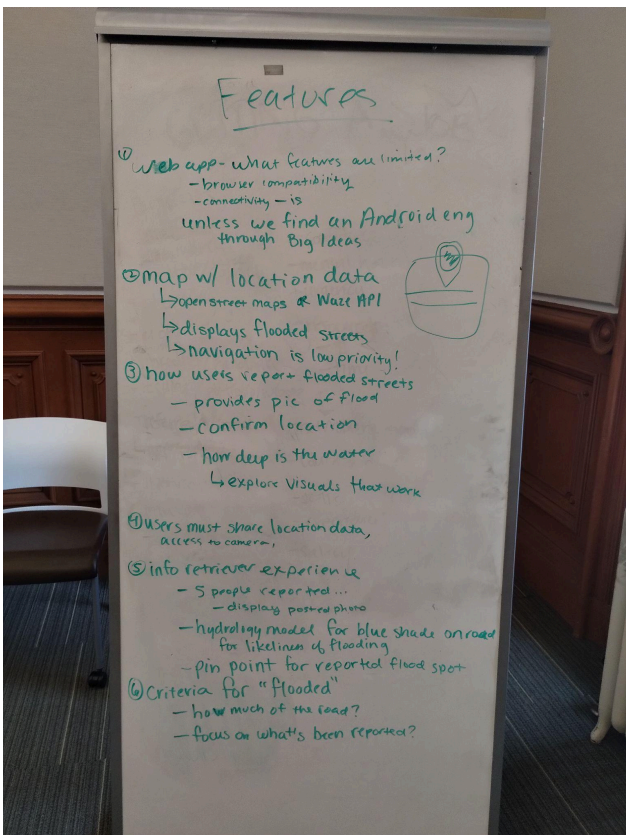 Features
① Web app - what features are limited?
- browser compatibility
- connectivity - is
unless we find an Android eng
through Big Ideas
② map w/ location data
↳ open street maps or Waze API
↳ displays flooded streets
↳ navigation is low priority!
③ how users report flooded streets
- provides pic of flood
- confirm location
- how deep is the water
↳ explore visuals that work
④ users must share location data,
access to camera,
⑤ info retriever experience
- 5 people reported...
- display posted photo
- hydrology model for blue shade on road
for likeliness of flooding
- pin point for reported flood spot
⑥ Criteria for "flooded"
- how much of the road?
- focus on what's been reported?